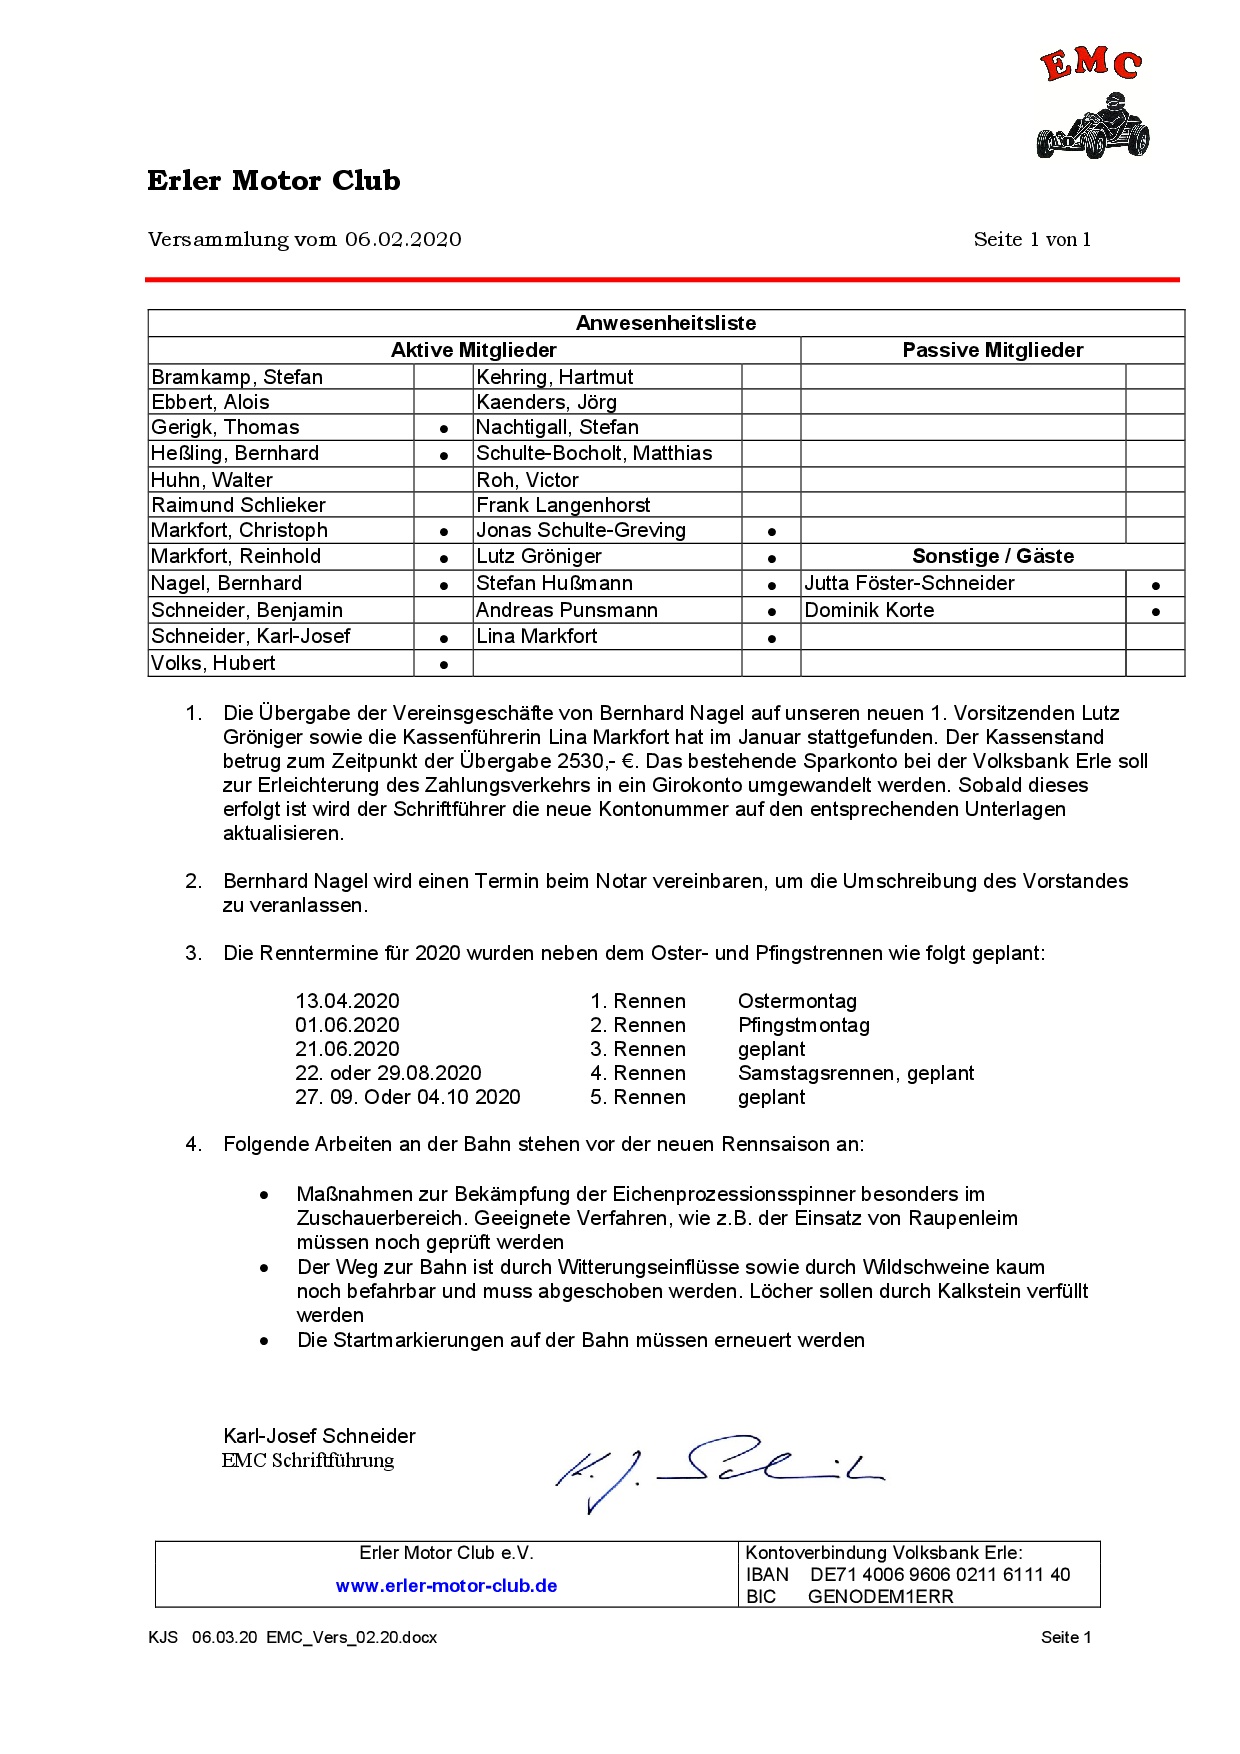 EMC
Erler Motor Club
Versammlung vom 06.02.2020 Seite 1 von 1
Anwesenheitsliste
Aktive Mitglieder Passive Mitglieder
Bramkamp, Stefan Kehring, Hartmut
Ebbert, Alois Kaenders, Jörg
Gerigk, Thomas • Nachtigall, Stefan
Heßling, Bernhard • Schulte-Bocholt, Matthias
Huhn, Walter Roh, Victor
Raimund Schlieker Frank Langenhorst
Markfort, Christoph • Jonas Schulte-Greving •
Markfort, Reinhold • Lutz Gröniger • Sonstige / Gäste
Nagel, Bernhard • Stefan Hußmann • Jutta Föster-Schneider •
Schneider, Benjamin Andreas Punsmann • Dominik Korte •
Schneider, Karl-Josef • Lina Markfort •
Volks, Hubert •
1. Die Übergabe der Vereinsgeschäfte von Bernhard Nagel auf unseren neuen 1. Vorsitzenden Lutz
Gröniger sowie die Kassenführerin Lina Markfort hat im Januar stattgefunden. Der Kassenstand
betrug zum Zeitpunkt der Übergabe 2530,- €. Das bestehende Sparkonto bei der Volksbank Erle soll
zur Erleichterung des Zahlungsverkehrs in ein Girokonto umgewandelt werden. Sobald dieses
erfolgt ist wird der Schriftführer die neue Kontonummer auf den entsprechenden Unterlagen
aktualisieren.
2. Bernhard Nagel wird einen Termin beim Notar vereinbaren, um die Umschreibung des Vorstandes
zu veranlassen.
3. Die Renntermine für 2020 wurden neben dem Oster- und Pfingstrennen wie folgt geplant:
13.04.2020 1. Rennen Ostermontag
01.06.2020 2. Rennen Pfingstmontag
21.06.2020 3. Rennen geplant
22. oder 29.08.2020 4. Rennen Samstagsrennen, geplant
27. 09. Oder 04.10 2020 5. Rennen geplant
4. Folgende Arbeiten an der Bahn stehen vor der neuen Rennsaison an:
• Maßnahmen zur Bekämpfung der Eichenprozessionsspinner besonders im
Zuschauerbereich. Geeignete Verfahren, wie z.B. der Einsatz von Raupenleim
müssen noch geprüft werden
• Der Weg zur Bahn ist durch Witterungseinflüsse sowie durch Wildschweine kaum
noch befahrbar und muss abgeschoben werden. Löcher sollen durch Kalkstein verfüllt
werden
• Die Startmarkierungen auf der Bahn müssen erneuert werden
Karl-Josef Schneider
EMC Schriftführung
Erler Motor Club e.V. Kontoverbindung Volksbank Erle:
www.erler-motor-club.de IBAN DE71 4006 9606 0211 6111 40
BIC GENODEM1ERR
KJS 06.03.20 EMC_Vers_02.20.docx Seite 1